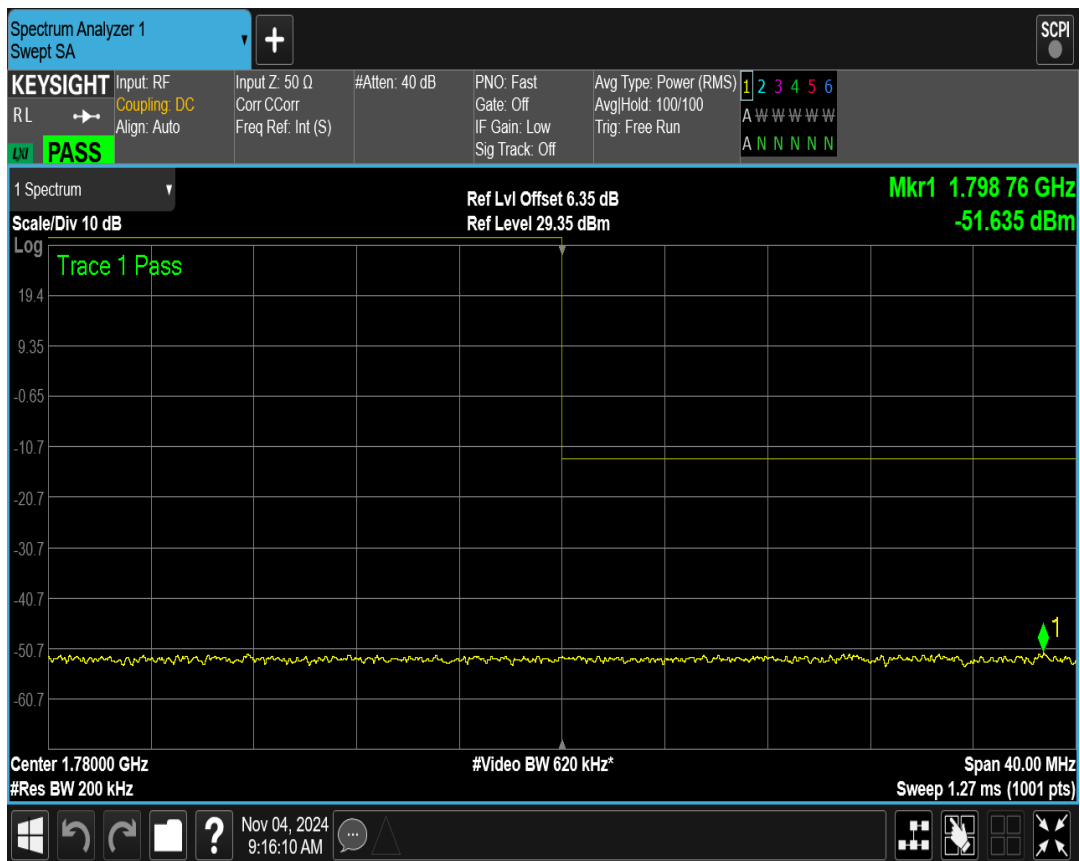 Spectrum Analyzer 1
Swept SA
+
SCPI
KEYSIGHT
RL
LXI PASS
Input: RF
Coupling: DC
Align: Auto
Input Z: 50 Ω
Corr CCorr
Freq Ref: Int (S)
#Atten: 40 dB
PNO: Fast
Gate: Off
IF Gain: Low
Sig Track: Off
Avg Type: Power (RMS)
Avg|Hold: 100/100
Trig: Free Run
1 2 3 4 5 6
A W W W W W
A N N N N N
1 Spectrum
Scale/Div 10 dB
Ref Lvl Offset 6.35 dB
Ref Level 29.35 dBm
Mkr1 1.798 76 GHz
-51.635 dBm
Log
Trace 1 Pass
19.4
9.35
-0.65
-10.7
-20.7
-30.7
-40.7
1
-50.7
-60.7
Center 1.78000 GHz
#Res BW 200 kHz
#Video BW 620 kHz*
Span 40.00 MHz
Sweep 1.27 ms (1001 pts)
?
Nov 04, 2024
9:16:10 AM